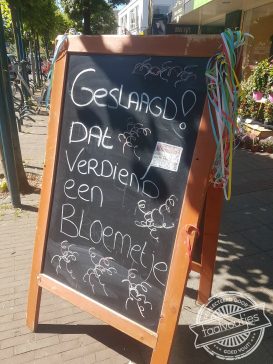 GESLAAGD!
DAT
VERDIEND
een
BLOEMETJE
taalvoutjes